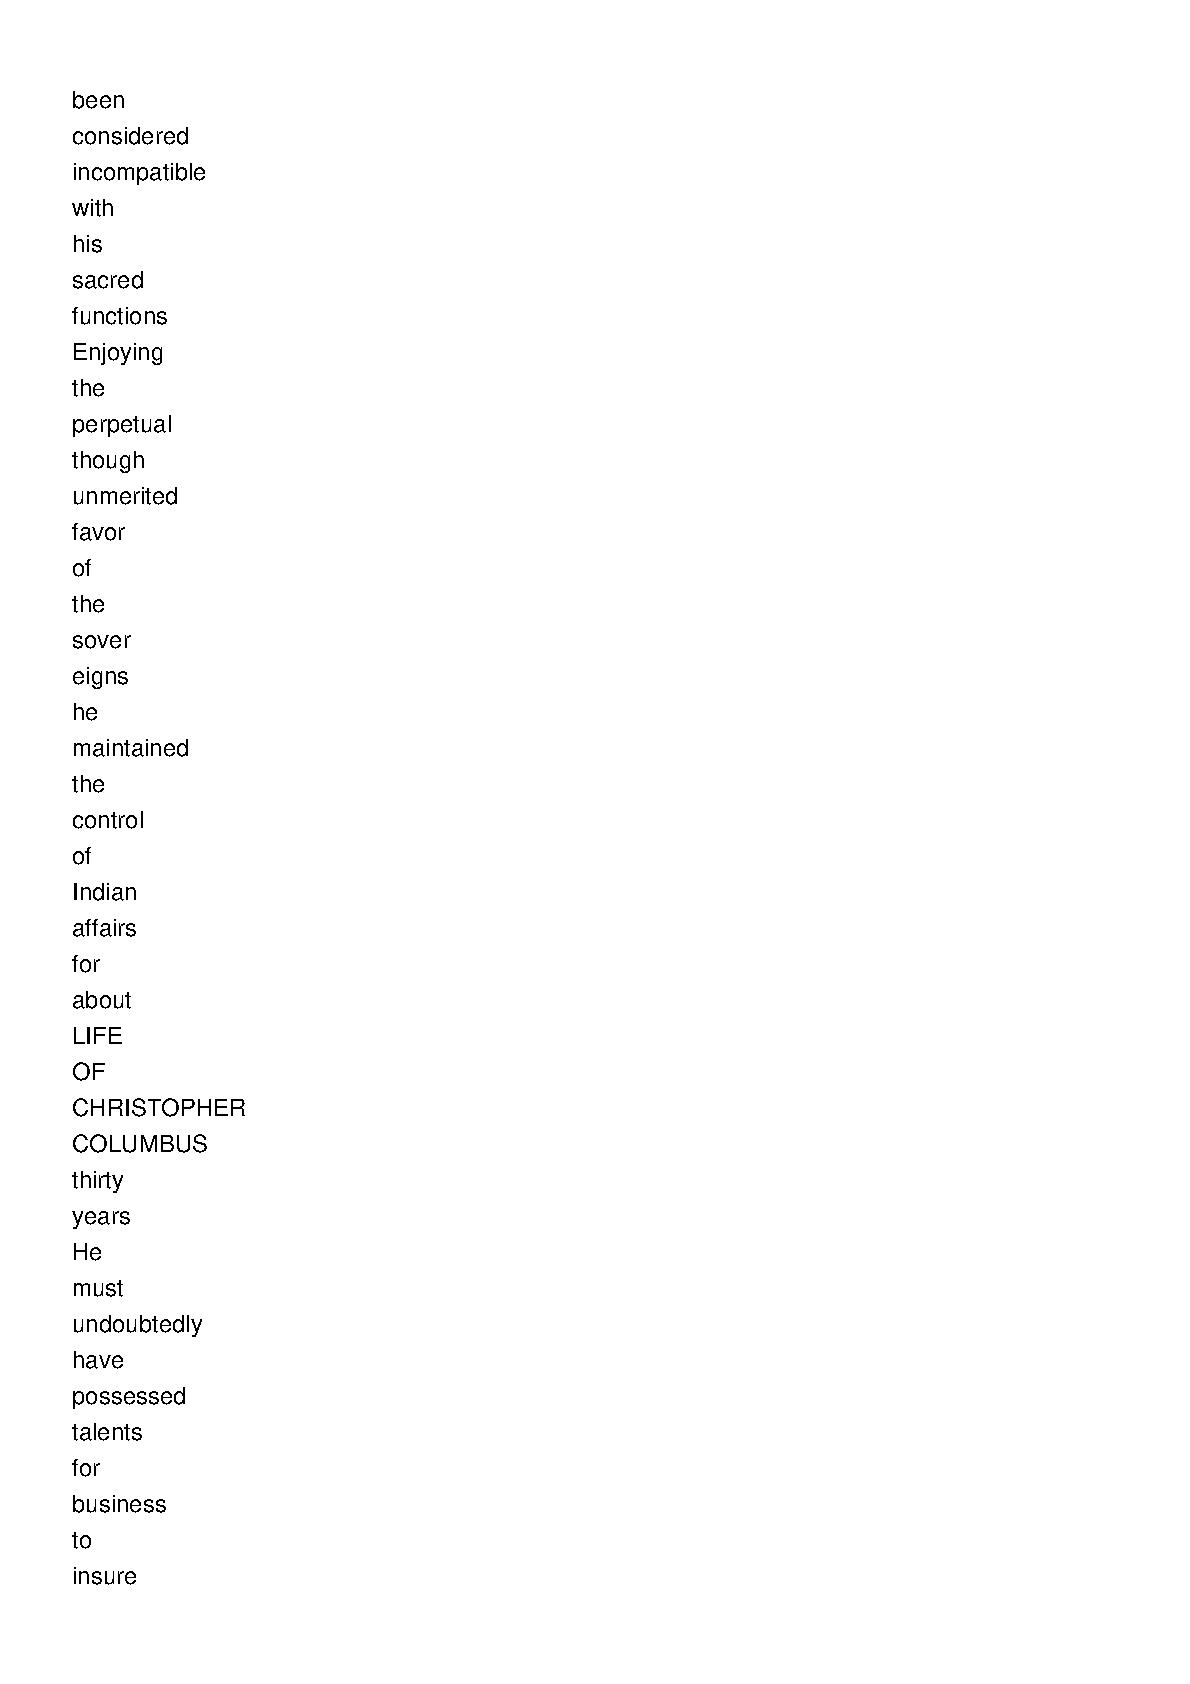 been
considered
incompatible
with
his
sacred
functions
Enjoying
the
perpetual
though
unmerited
favor
of
the
sover
eigns
he
maintained
the
control
of
Indian
affairs
for
about
LIFE
OF
CHRISTOPHER
COLUMBUS
thirty
years
He
must
undoubtedly
have
possessed
talents
for
business
to
insure